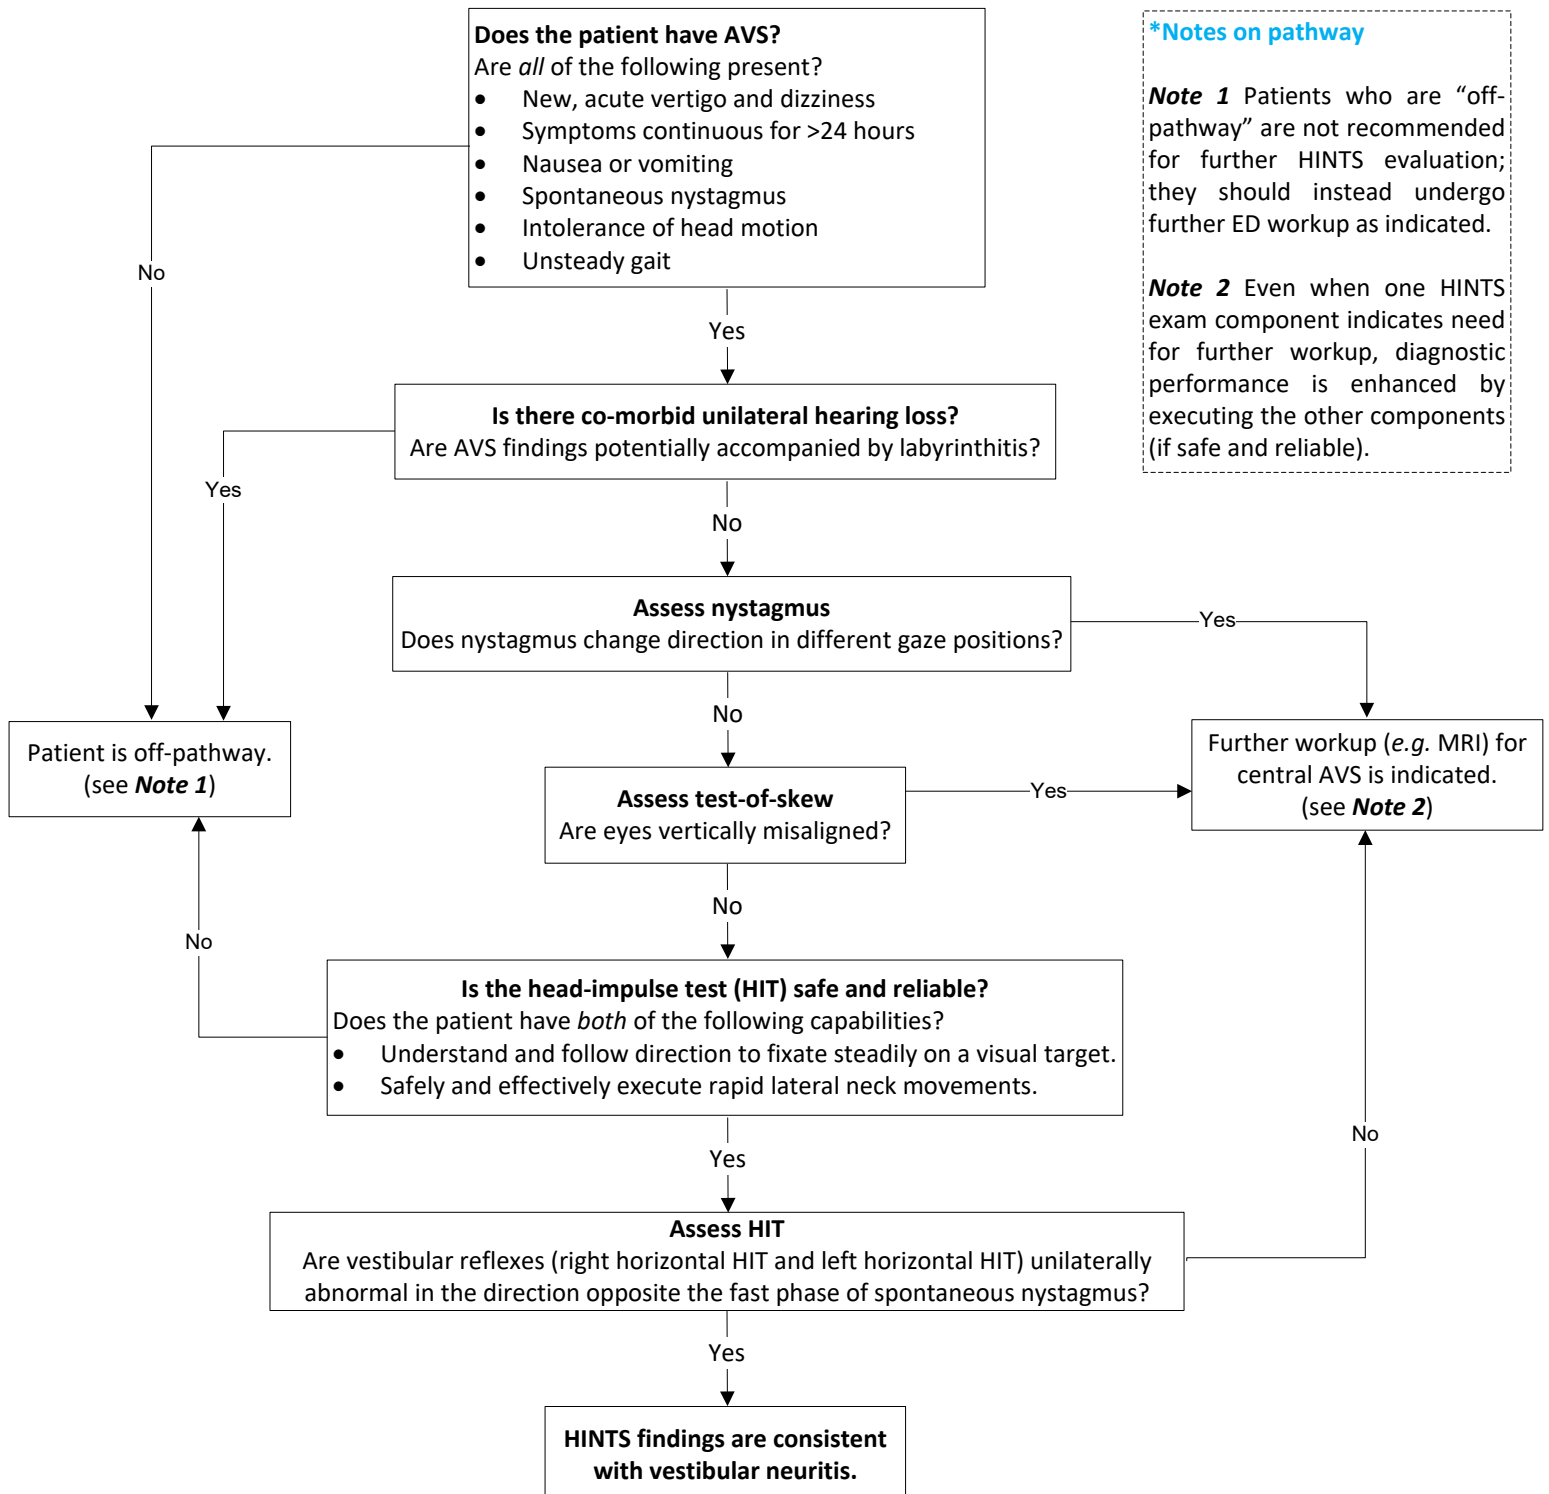 Does the patient have AVS?
Are all of the following present?
• New, acute vertigo and dizziness
• Symptoms continuous for >24 hours
• Nausea or vomiting
• Spontaneous nystagmus
• Intolerance of head motion
• Unsteady gait
*Notes on pathway
Note 1 Patients who are “off-
pathway” are not recommended
for further HINTS evaluation;
they should instead undergo
further ED workup as indicated.
Note 2 Even when one HINTS
exam component indicates need
for further workup, diagnostic
performance is enhanced by
executing the other components
(if safe and reliable).
No
Yes
Is there co-morbid unilateral hearing loss?
Are AVS findings potentially accompanied by labyrinthitis?
Yes
No
Assess nystagmus
Does nystagmus change direction in different gaze positions?
Yes
No
Patient is off-pathway.
(see Note 1)
Further workup (e.g. MRI) for
central AVS is indicated.
(see Note 2)
Assess test-of-skew
Are eyes vertically misaligned?
Yes
No
No
Is the head-impulse test (HIT) safe and reliable?
Does the patient have both of the following capabilities?
• Understand and follow direction to fixate steadily on a visual target.
• Safely and effectively execute rapid lateral neck movements.
Yes
No
Assess HIT
Are vestibular reflexes (right horizontal HIT and left horizontal HIT) unilaterally
abnormal in the direction opposite the fast phase of spontaneous nystagmus?
Yes
HINTS findings are consistent
with vestibular neuritis.